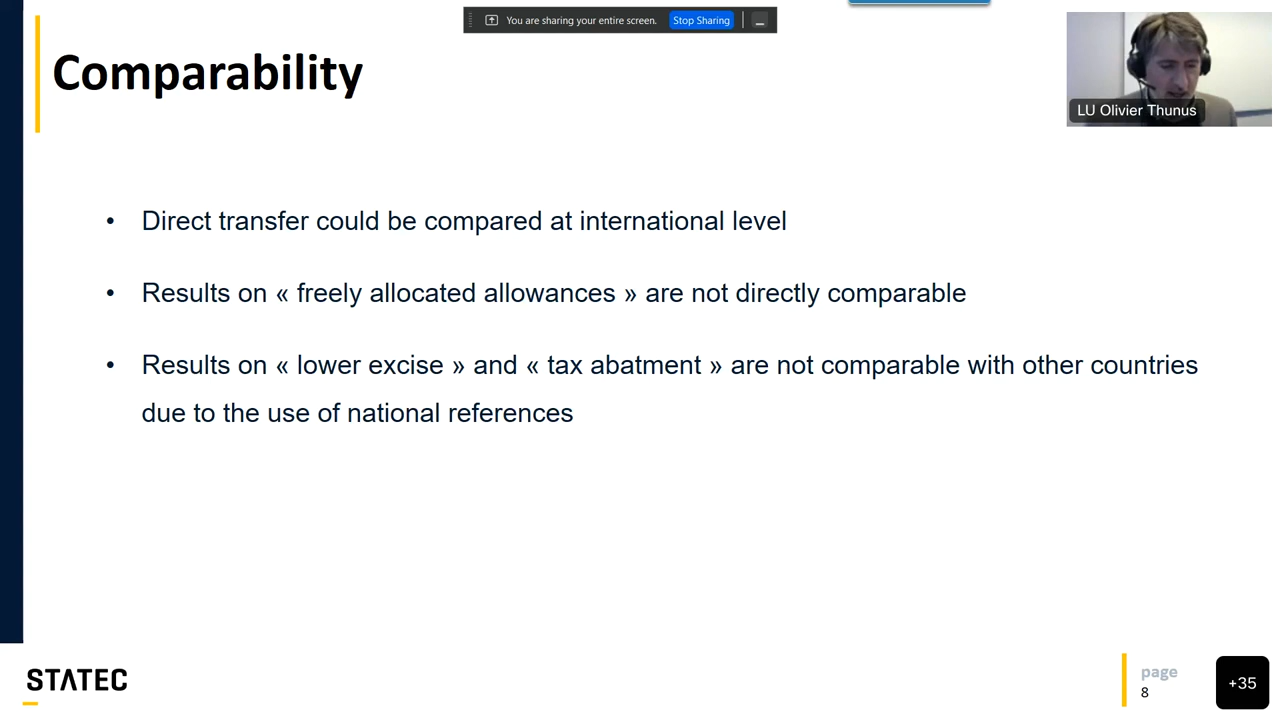 You are sharing your entire screen. Stop Sharing
Comparability
LU Olivier Thunus
• Direct transfer could be compared at international level
• Results on « freely allocated allowances » are not directly comparable
• Results on « lower excise » and « tax abatment » are not comparable with other countries
due to the use of national references
STATEC
page
8
+35